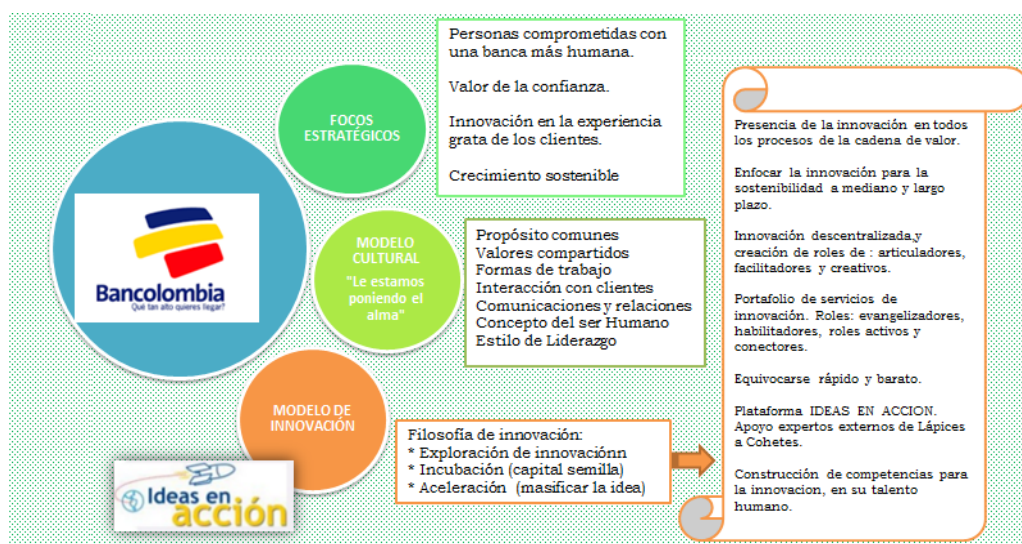 Personas comprometidas con
una banca más humana.
Valor de la confianza.
Innovación en la experiencia
grata de los clientes.
Crecimiento sostenible
FOCOS
ESTRATÉGICOS
Bancolombia
Qué tan alto quieres llegar?
MODELO
CULTURAL
"Le estamos
poniendo el
alma"
Propósito comunes
Valores compartidos
Formas de trabajo
Interacción con clientes
Comunicaciones y relaciones
Concepto del ser Humano
Estilo de Liderazgo
MODELO DE
INNOVACIÓN
Ideas en
acción
Filosofía de innovación:
* Exploración de innovaciónn
* Incubación (capital semilla)
* Aceleración (masificar la idea)
Presencia de la innovación en todos
los procesos de la cadena de valor.
Enfocar la innovación para la
sostenibilidad a mediano y largo
plazo.
Innovación descentralizada,y
creación de roles de : articuladores,
facilitadores y creativos.
Portafolio de servicios de
innovación. Roles: evangelizadores,
habilitadores, roles activos y
conectores.
Equivocarse rápido y barato.
Plataforma IDEAS EN ACCION.
Apoyo expertos externos de Lápices
a Cohetes.
Construcción de competencias para
la innovacion, en su talento
humano.